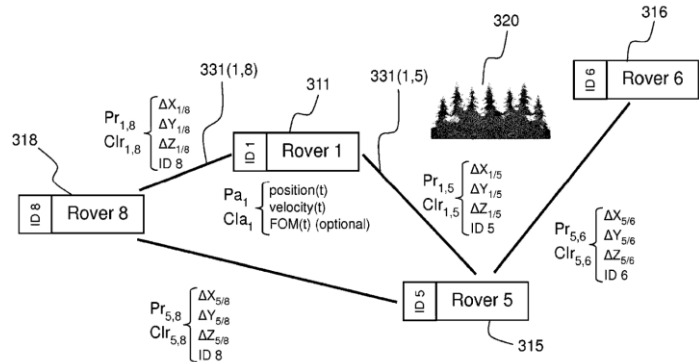 320
316
331(1,8)
311
331(1,5)
ID 6
Rover 6
Pr1,8
Clr1,8
ΔX1/8
ΔY1/8
ΔZ1/8
ID 8
318
ID 1
Rover 1
ID 8
Rover 8
Pa1
Cla1
position(t)
velocity(t)
FOM(t) (optional)
Pr1,5
Clr1,5
ΔX1/5
ΔY1/5
ΔZ1/5
ID 5
Pr5,6
Clr5,6
ΔX5/6
ΔY5/6
ΔZ5/6
ID 6
Pr5,8
Clr5,8
ΔX5/8
ΔY5/8
ΔZ5/8
ID 8
ID 5
Rover 5
315